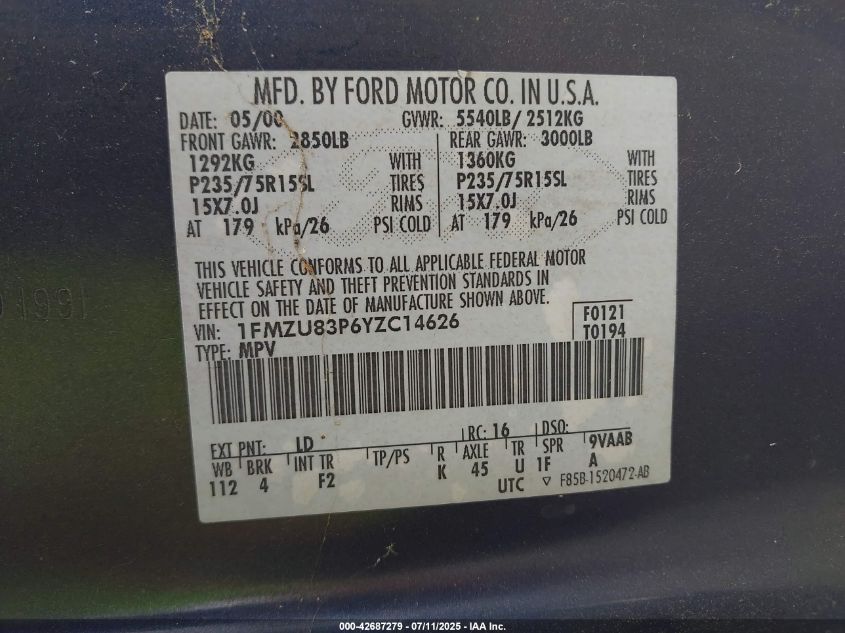 MFD. BY FORD MOTOR CO. IN U.S.A.
DATE: 05/00 GVWR: 5540LB/ 2512KG
FRONT GAWR: 2850LB REAR GAWR: 3000LB
1292KG WITH 1360KG WITH
P235/75R15SL TIRES P235/75R15SL TIRES
15X7.0J RIMS 15X7.0J RIMS
AT 179 kPa/26 PSI COLD AT 179 kPa/26 PSI COLD
THIS VEHICLE CONFORMS TO ALL APPLICABLE FEDERAL MOTOR
VEHICLE SAFETY AND THEFT PREVENTION STANDARDS IN
EFFECT ON THE DATE OF MANUFACTURE SHOWN ABOVE.
VIN: 1FMZU83P6YZC14626 F0121
TYPE: MPV T0194
EXT PNT: LD RC: 16 DSO:
WB BRK INT TR TP/PS R AXLE TR SPR 9VAAB
112 4 F2 K 45 U 1F A
UTC ▽ F85B-1520472-AB
000-42687279 - 07/11/2025 - IAA Inc.